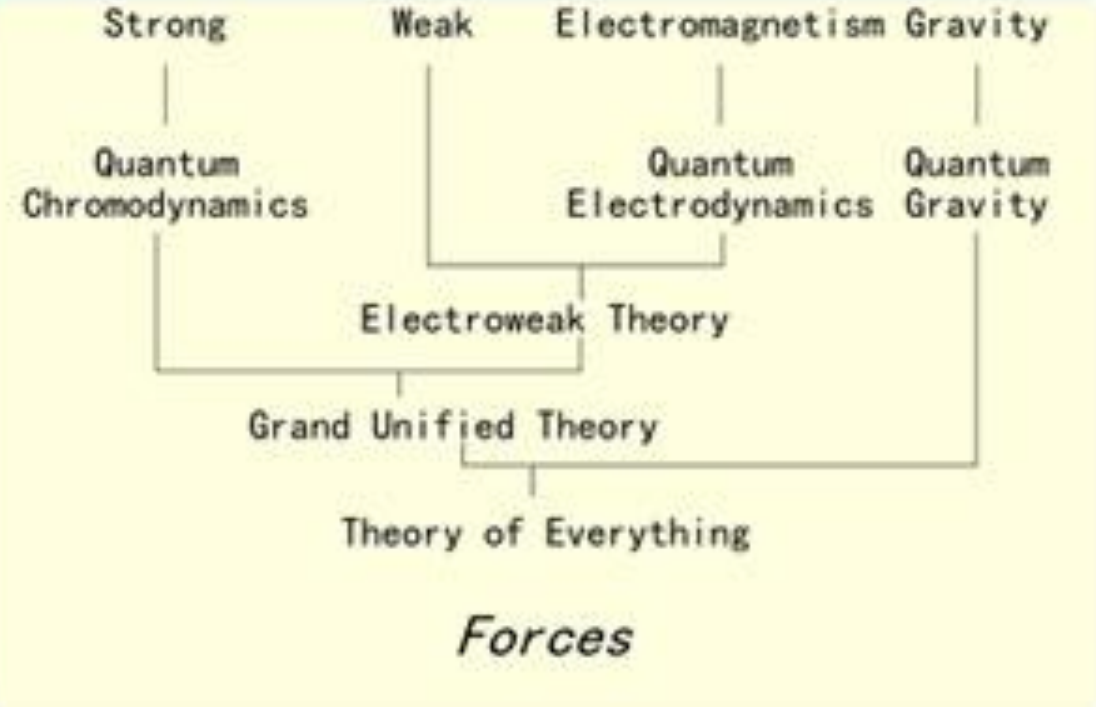 Strong Weak Electromagnetism Gravity
Quantum Chromodynamics
Quantum Electrodynamics
Quantum Gravity
Electroweak Theory
Grand Unified Theory
Theory of Everything
Forces